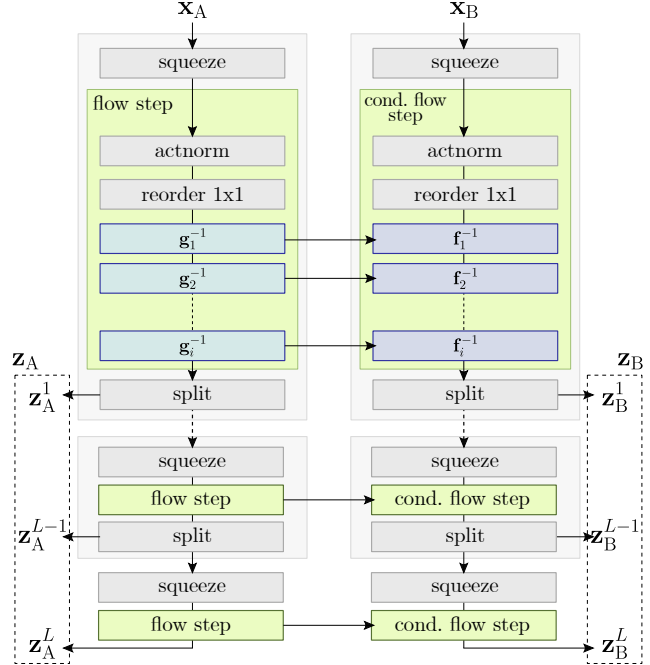 x_A x_B
squeeze squeeze
flow step cond. flow
step
actnorm actnorm
reorder 1x1 reorder 1x1
g_1^{-1} f_1^{-1}
g_2^{-1} f_2^{-1}
g_i^{-1} f_i^{-1}
z_A z_B
z_A^1 split split z_B^1
squeeze squeeze
flow step cond. flow step
z_A^{L-1} split split z_B^{L-1}
squeeze squeeze
flow step cond. flow step
z_A^L z_B^L